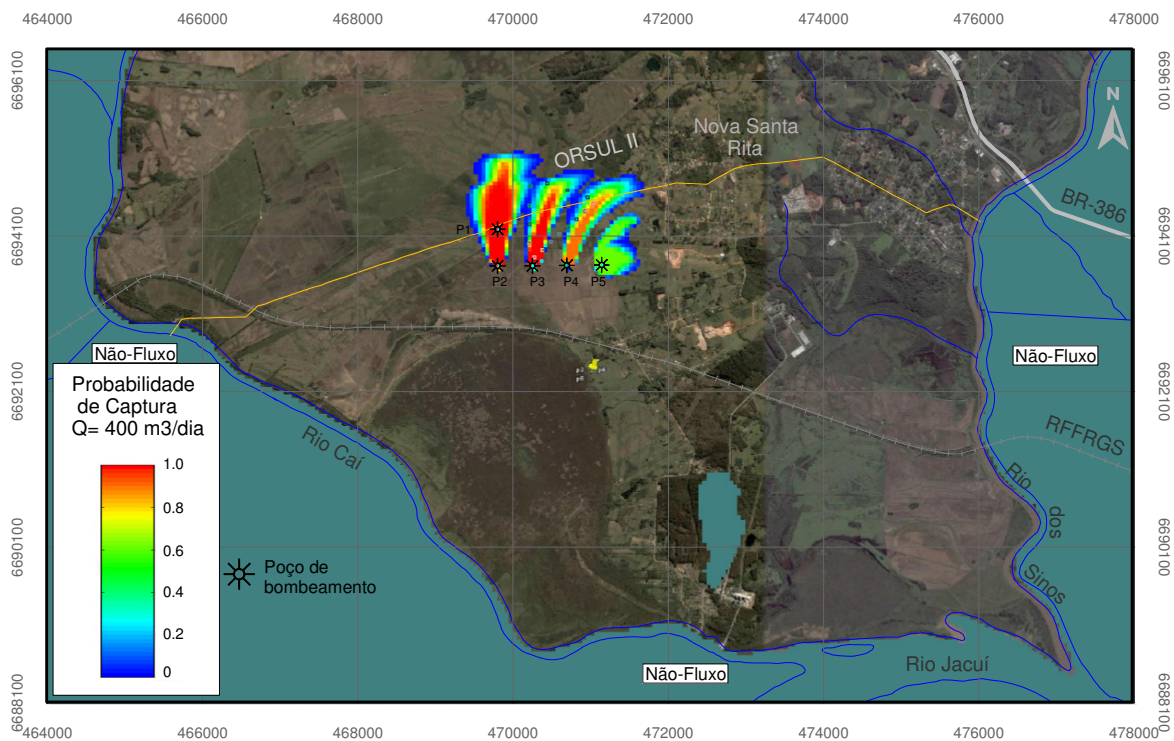 464000 466000 468000 470000 472000 474000 476000 478000
6696100 6696100
N
Nova Santa
Rita
ORSUL II
BR-386
P1
6694100 6694100
P2 P3 P4 P5
Não-Fluxo
Não-Fluxo
6692100 6692100
Probabilidade
de Captura
Q= 400 m3/dia
1.0
0.8
0.6
0.4
0.2
0
Rio Caí
RFFRGS
Rio
dos
Sinos
6690100 6690100
Poço de
bombeamento
Não-Fluxo
Rio Jacuí
6688100 6688100
464000 466000 468000 470000 472000 474000 476000 478000